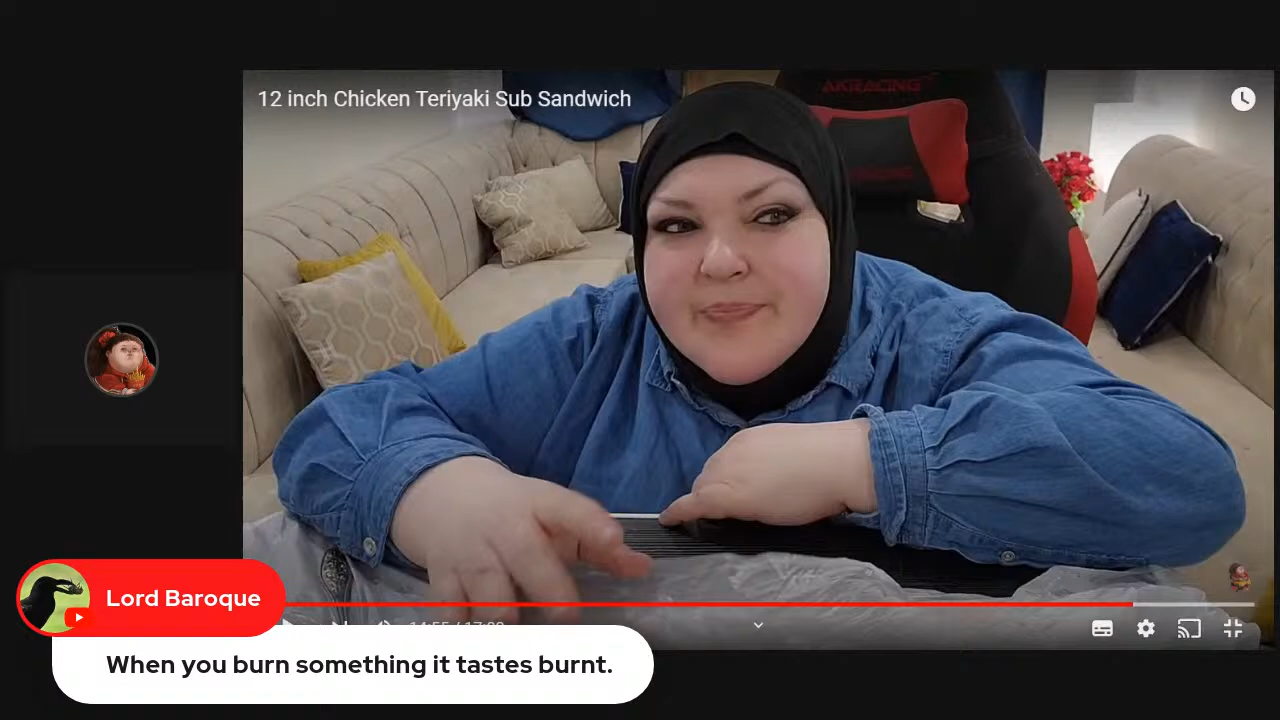 12 inch Chicken Teriyaki Sub Sandwich
AKRACING
Lord Baroque
When you burn something it tastes burnt.